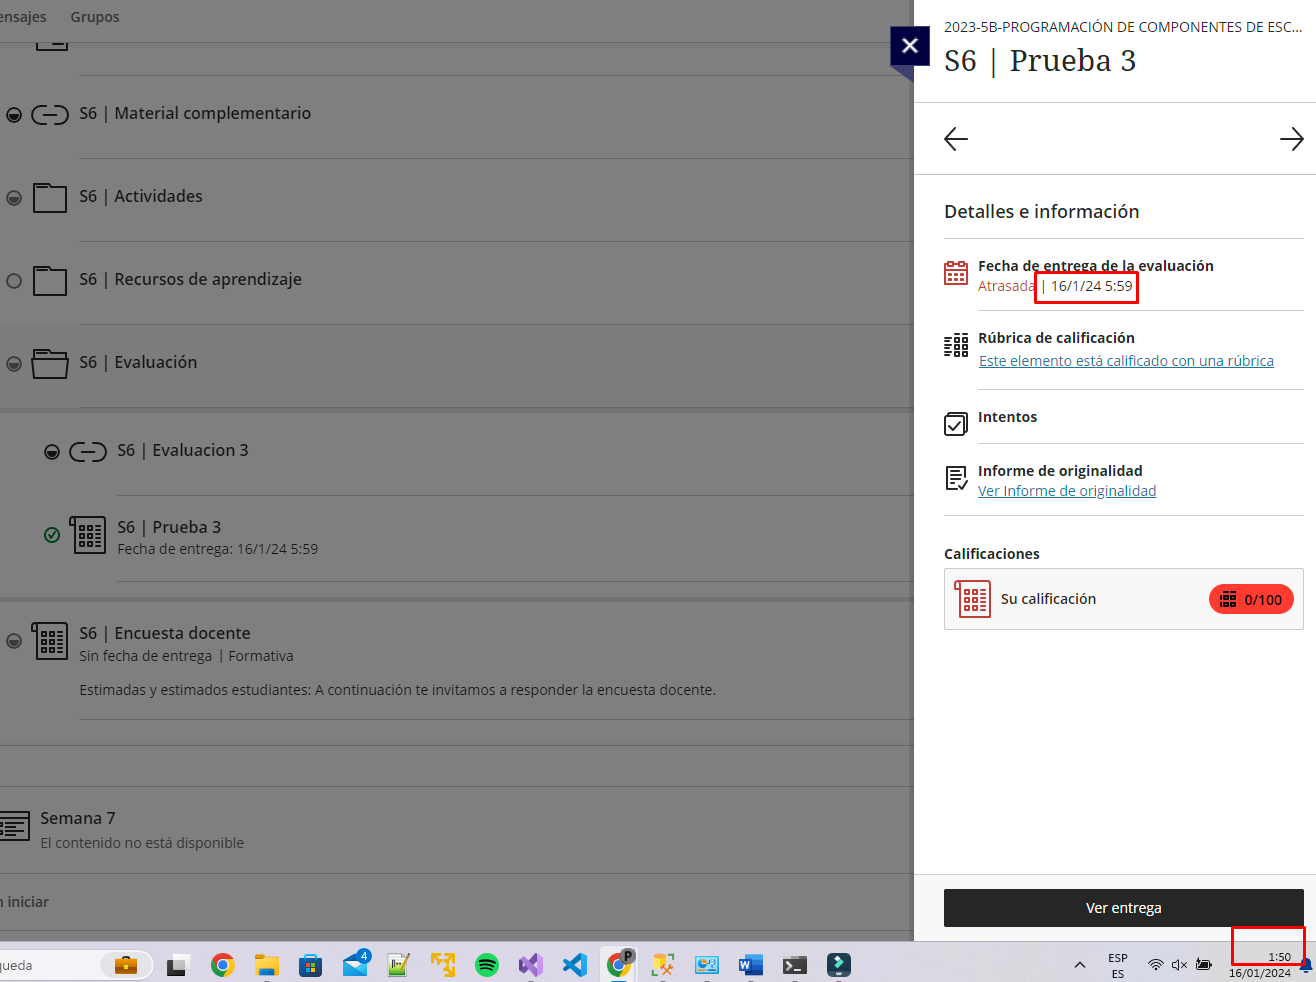 ensajes Grupos
S6 | Material complementario
S6 | Actividades
S6 | Recursos de aprendizaje
S6 | Evaluación
S6 | Evaluacion 3
S6 | Prueba 3
Fecha de entrega: 16/1/24 5:59
S6 | Encuesta docente
Sin fecha de entrega | Formativa
Estimadas y estimados estudiantes: A continuación te invitamos a responder la encuesta docente.
Semana 7
El contenido no está disponible
n iniciar
2023-5B-PROGRAMACIÓN DE COMPONENTES DE ESC...
S6 | Prueba 3
Detalles e información
Fecha de entrega de la evaluación
Atrasada | 16/1/24 5:59
Rúbrica de calificación
Este elemento está calificado con una rúbrica
Intentos
Informe de originalidad
Ver Informe de originalidad
Calificaciones
Su calificación 0/100
Ver entrega
queda
4
P
ESP
ES
1:50
16/01/2024